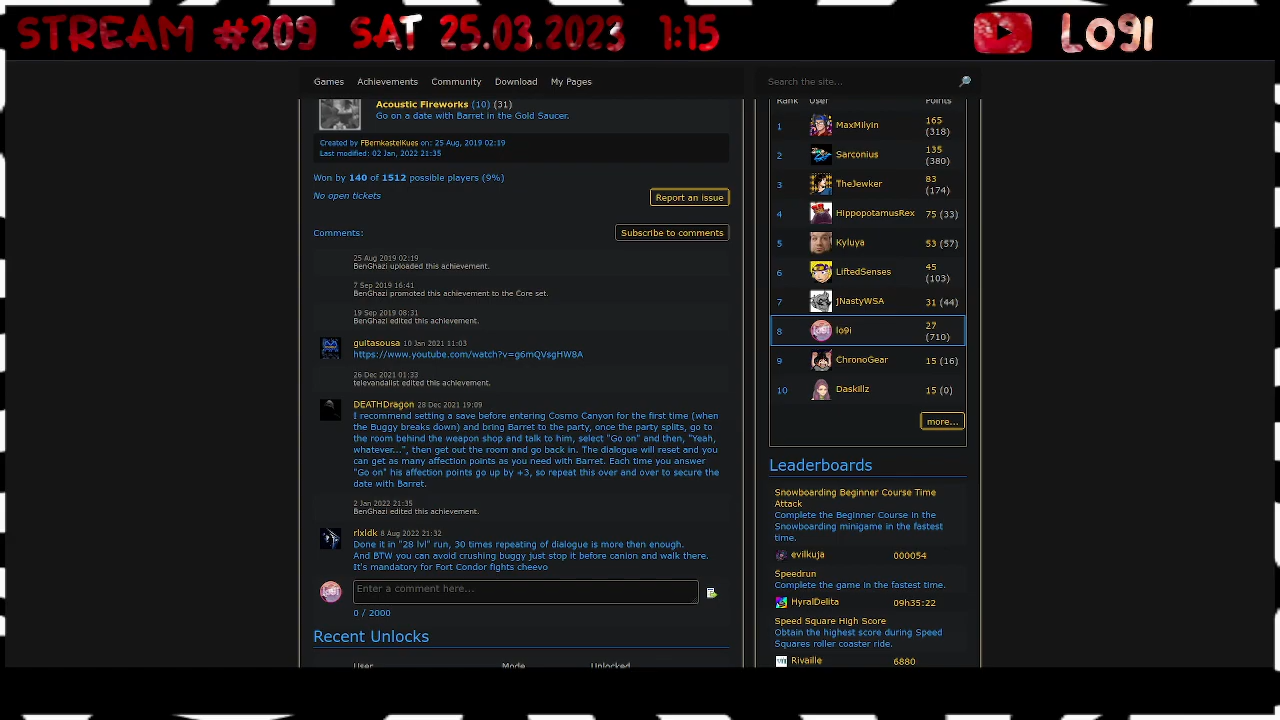 STREAM #209 SAT 25.03.2023 1:15
LO9I
Games Achievements Community Download My Pages
Search the site...
Acoustic Fireworks (10) (31)
Go on a date with Barret in the Gold Saucer.
Created by FBernkastelKues on: 25 Aug, 2019 02:19
Last modified: 02 Jan, 2022 21:35
Won by 140 of 1512 possible players (9%)
No open tickets
Report an issue
Comments:
Subscribe to comments
25 Aug 2019 02:19
BenGhazi uploaded this achievement.
7 Sep 2019 16:41
BenGhazi promoted this achievement to the Core set.
19 Sep 2019 08:31
BenGhazi edited this achievement.
guitasousa 10 Jan 2021 11:03
https://www.youtube.com/watch?v=g6mQVsgHW8A
26 Dec 2021 01:33
televandalist edited this achievement.
DEATHDragon 28 Dec 2021 19:09
I recommend setting a save before entering Cosmo Canyon for the first time (when
the Buggy breaks down) and bring Barret to the party, once the party splits, go to
the room behind the weapon shop and talk to him, select "Go on" and then, "Yeah,
whatever...", then get out the room and go back in. The dialogue will reset and you
can get as many affection points as you need with Barret. Each time you answer
"Go on" his affection points go up by +3, so repeat this over and over to secure the
date with Barret.
2 Jan 2022 21:35
BenGhazi edited this achievement.
rixldk 6 Aug 2022 21:32
Done it in "28 lvl" run, 30 times repeating of dialogue is more then enough.
And BTW you can avoid crushing buggy just stop it before canion and walk there.
It's mandatory for Fort Condor fights cheevo
Enter a comment here...
0 / 2000
Recent Unlocks
User Mode Unlocked
Rank User Points
1 MaxMilyin 165 (318)
2 Sarconius 135 (380)
3 TheJewker 83 (174)
4 HippopotamusRex 75 (33)
5 Kyluya 53 (57)
6 LiftedSenses 45 (103)
7 jNastyWSA 31 (44)
8 lo9i 27 (710)
9 ChronoGear 15 (16)
10 Daskillz 15 (0)
more...
Leaderboards
Snowboarding Beginner Course Time
Attack
Complete the Beginner Course in the
Snowboarding minigame in the fastest
time.
evilkuja 000054
Speedrun
Complete the game in the fastest time.
HyralDelita 09h35:22
Speed Square High Score
Obtain the highest score during Speed
Squares roller coaster ride.
Rivaille 6880